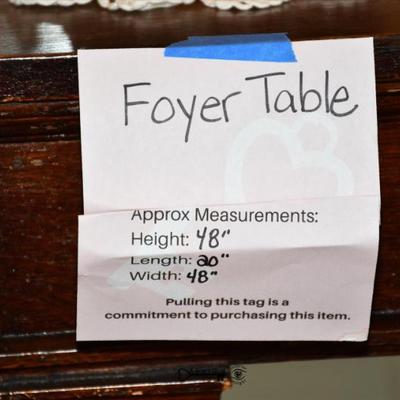 Foyer Table
Approx Measurements:
Height: 48"
Length: 20"
Width: 48"
Pulling this tag is a
commitment to purchasing this item.